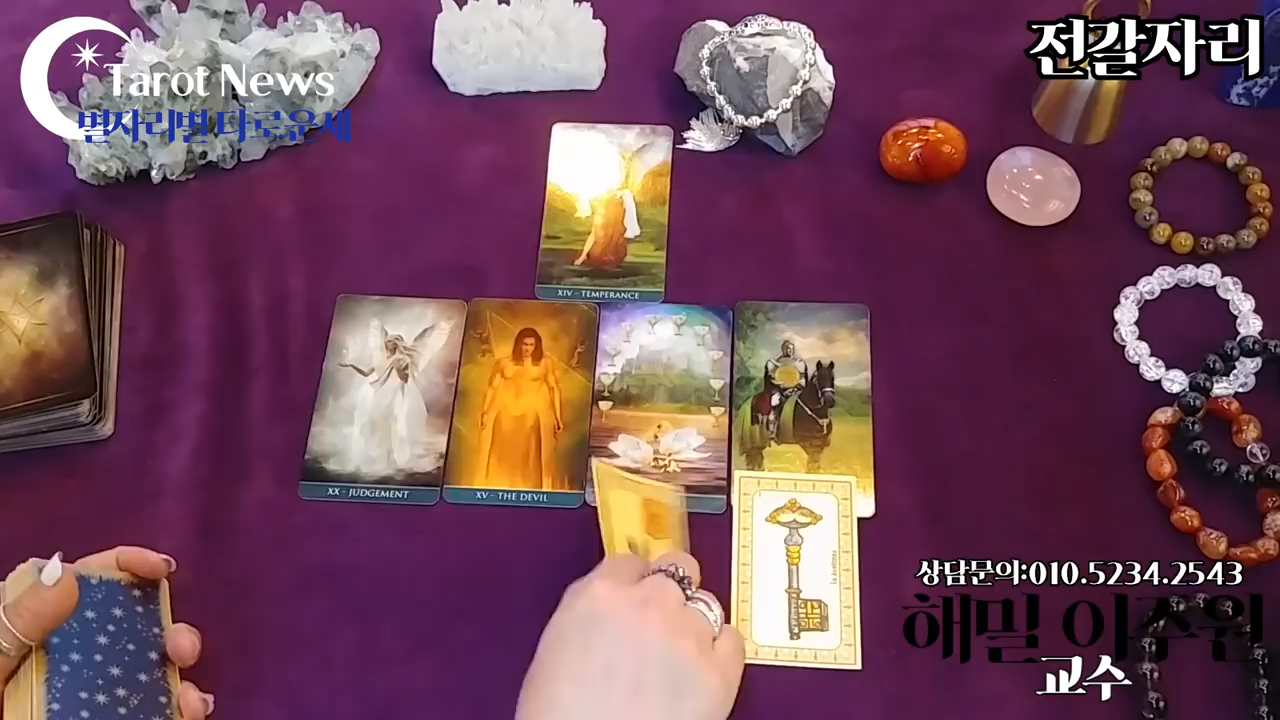 Tarot News
별자리별 타로운세
전갈자리
XIV - TEMPERANCE
XX - JUDGEMENT
XV - THE DEVIL
상담문의:010.5234.2543
해밀 이주원
교수